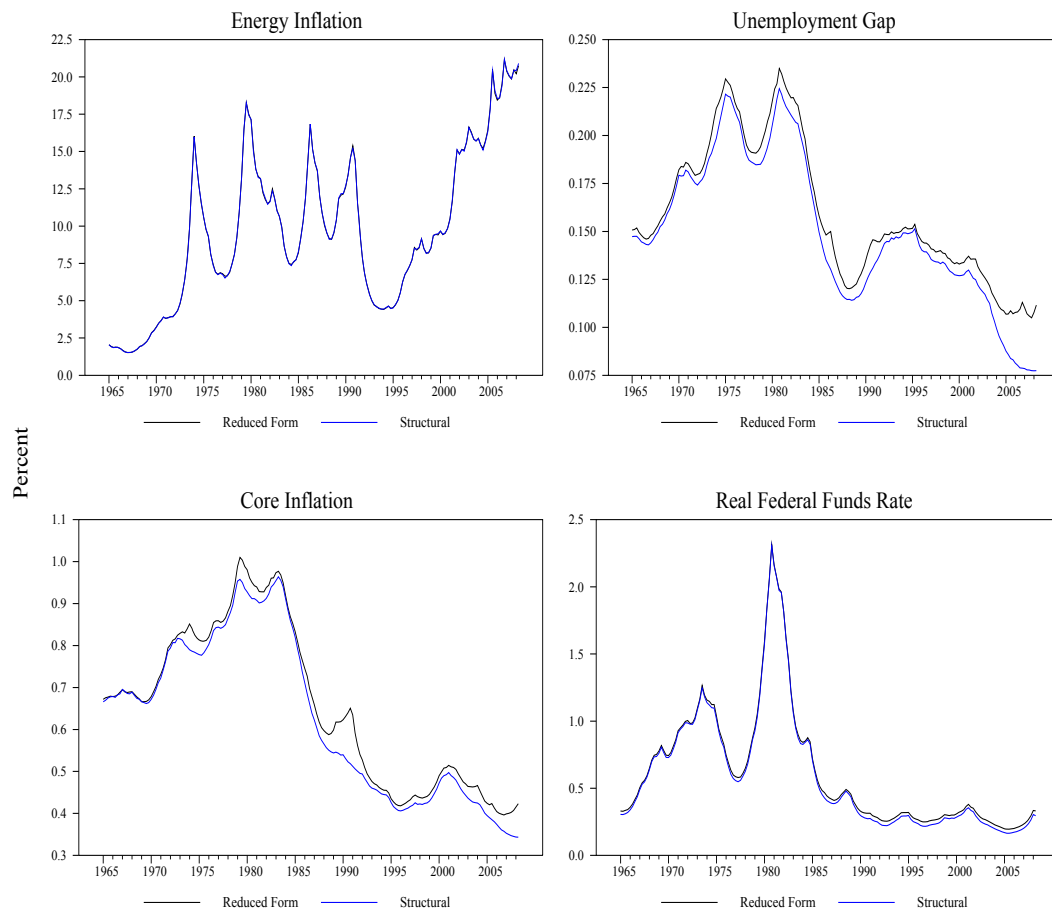 Energy Inflation
22.5
20.0
17.5
15.0
12.5
10.0
7.5
5.0
2.5
0.0
1965 1970 1975 1980 1985 1990 1995 2000 2005
Reduced Form Structural
Unemployment Gap
0.250
0.225
0.200
0.175
0.150
0.125
0.100
0.075
1965 1970 1975 1980 1985 1990 1995 2000 2005
Reduced Form Structural
Percent
Core Inflation
1.1
1.0
0.9
0.8
0.7
0.6
0.5
0.4
0.3
1965 1970 1975 1980 1985 1990 1995 2000 2005
Reduced Form Structural
Real Federal Funds Rate
2.5
2.0
1.5
1.0
0.5
0.0
1965 1970 1975 1980 1985 1990 1995 2000 2005
Reduced Form Structural